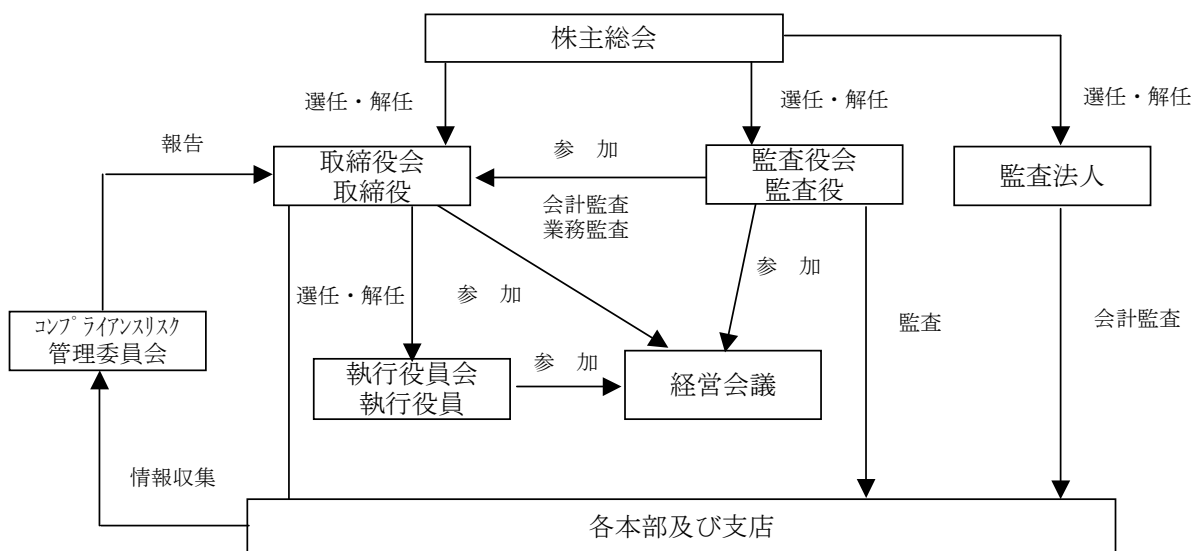 株主総会
選任・解任
選任・解任
選任・解任
報告
取締役会
取締役
参　加
監査役会
監査役
監査法人
会計監査
業務監査
選任・解任
参　加
参　加
監査
会計監査
ｺﾝﾌﾟﾗｲｱﾝｽﾘｽｸ
管理委員会
執行役員会
執行役員
参　加
経営会議
情報収集
各本部及び支店